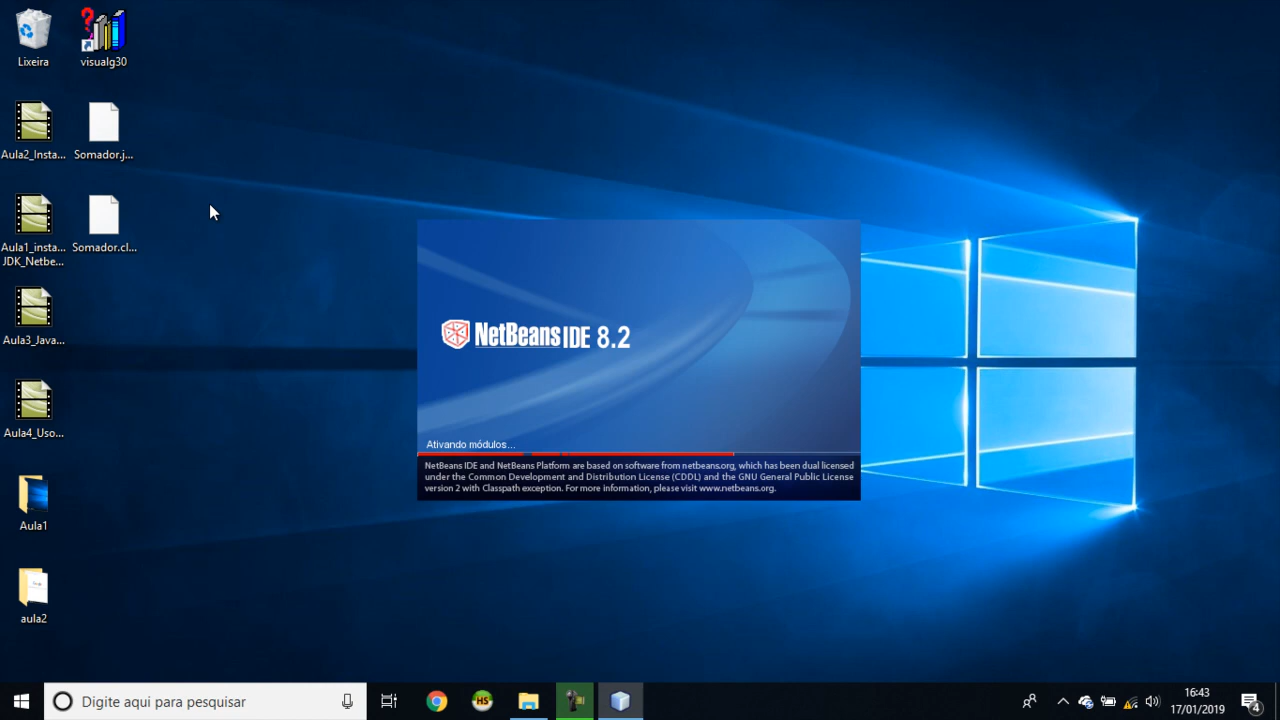 Lixeira
visualg30
Aula2_Insta...
Somador.j...
Aula1_insta...
JDK_Netbe...
Somador.cl...
Aula3_Java...
Aula4_Uso...
Aula1
aula2
NetBeans IDE 8.2
Ativando módulos...
NetBeans IDE and NetBeans Platform are based on software from netbeans.org, which has been dual licensed
under the Common Development and Distribution License (CDDL) and the GNU General Public License
version 2 with Classpath exception. For more information, please visit www.netbeans.org.
Digite aqui para pesquisar
HS
16:43
17/01/2019
4